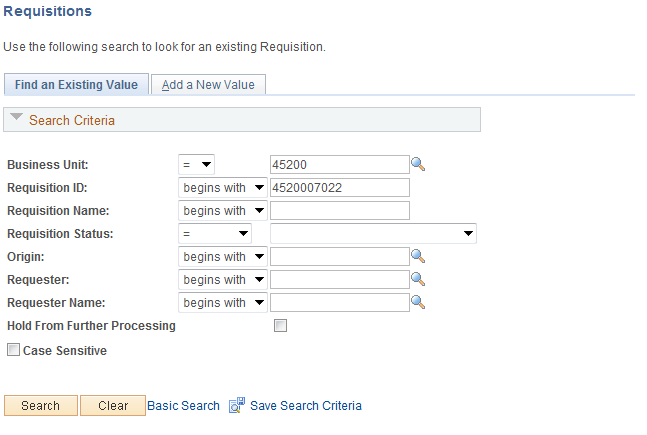 Requisitions
Use the following search to look for an existing Requisition.
Find an Existing Value Add a New Value
Search Criteria
Business Unit: = 45200
Requisition ID: begins with 4520007022
Requisition Name: begins with
Requisition Status: =
Origin: begins with
Requester: begins with
Requester Name: begins with
Hold From Further Processing
Case Sensitive
Search Clear Basic Search Save Search Criteria